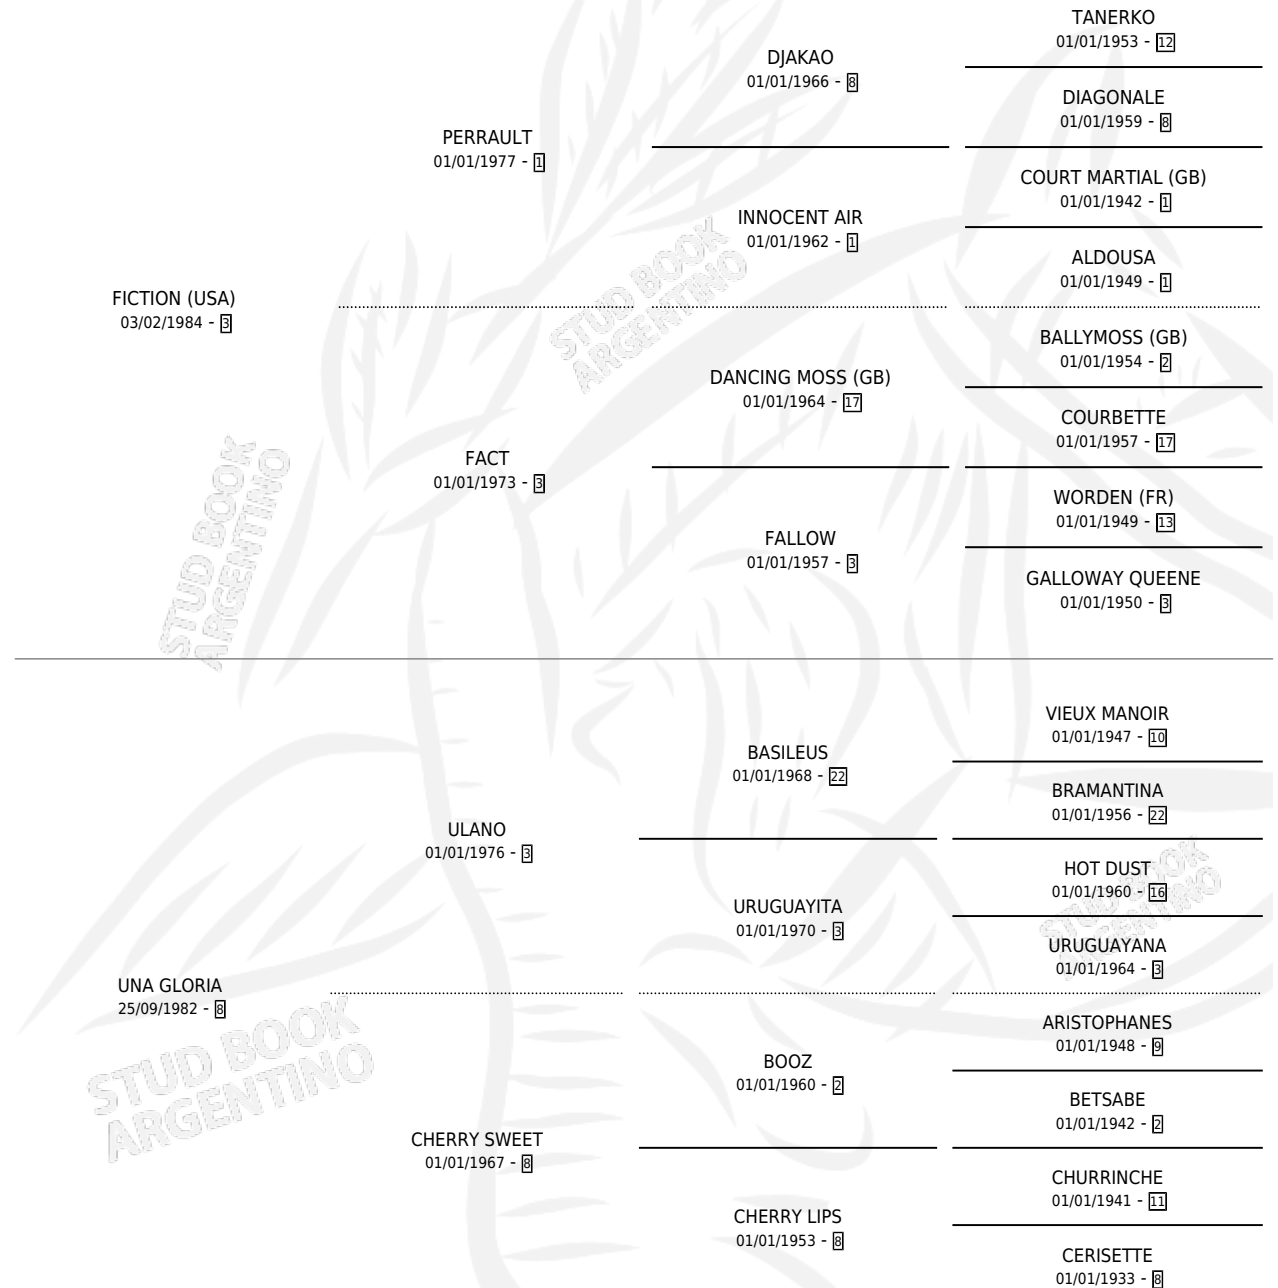 TANERKO
01/01/1953 - 12
DJAKAO
01/01/1966 - 8
DIAGONALE
01/01/1959 - 8
PERRAULT
01/01/1977 - 1
COURT MARTIAL (GB)
01/01/1942 - 1
INNOCENT AIR
01/01/1962 - 1
ALDOUSA
01/01/1949 - 1
FICTION (USA)
03/02/1984 - 3
BALLYMOSS (GB)
01/01/1954 - 2
DANCING MOSS (GB)
01/01/1964 - 17
COURBETTE
01/01/1957 - 17
FACT
01/01/1973 - 3
WORDEN (FR)
01/01/1949 - 13
FALLOW
01/01/1957 - 3
GALLOWAY QUEENE
01/01/1950 - 3
VIEUX MANOIR
01/01/1947 - 10
BASILEUS
01/01/1968 - 22
BRAMANTINA
01/01/1956 - 22
ULANO
01/01/1976 - 3
HOT DUST
01/01/1960 - 16
URUGUAYITA
01/01/1970 - 3
URUGUAYANA
01/01/1964 - 3
UNA GLORIA
25/09/1982 - 8
ARISTOPHANES
01/01/1948 - 9
BOOZ
01/01/1960 - 2
BETSABE
01/01/1942 - 2
CHERRY SWEET
01/01/1967 - 8
CHURRINCHE
01/01/1941 - 11
CHERRY LIPS
01/01/1953 - 8
CERISETTE
01/01/1933 - 8
STUD BOOK
ARGENTINO
STUD BOOK
ARGENTINO
STUD BOOK
ARGENTINO
STUD BOOK
ARGENTINO